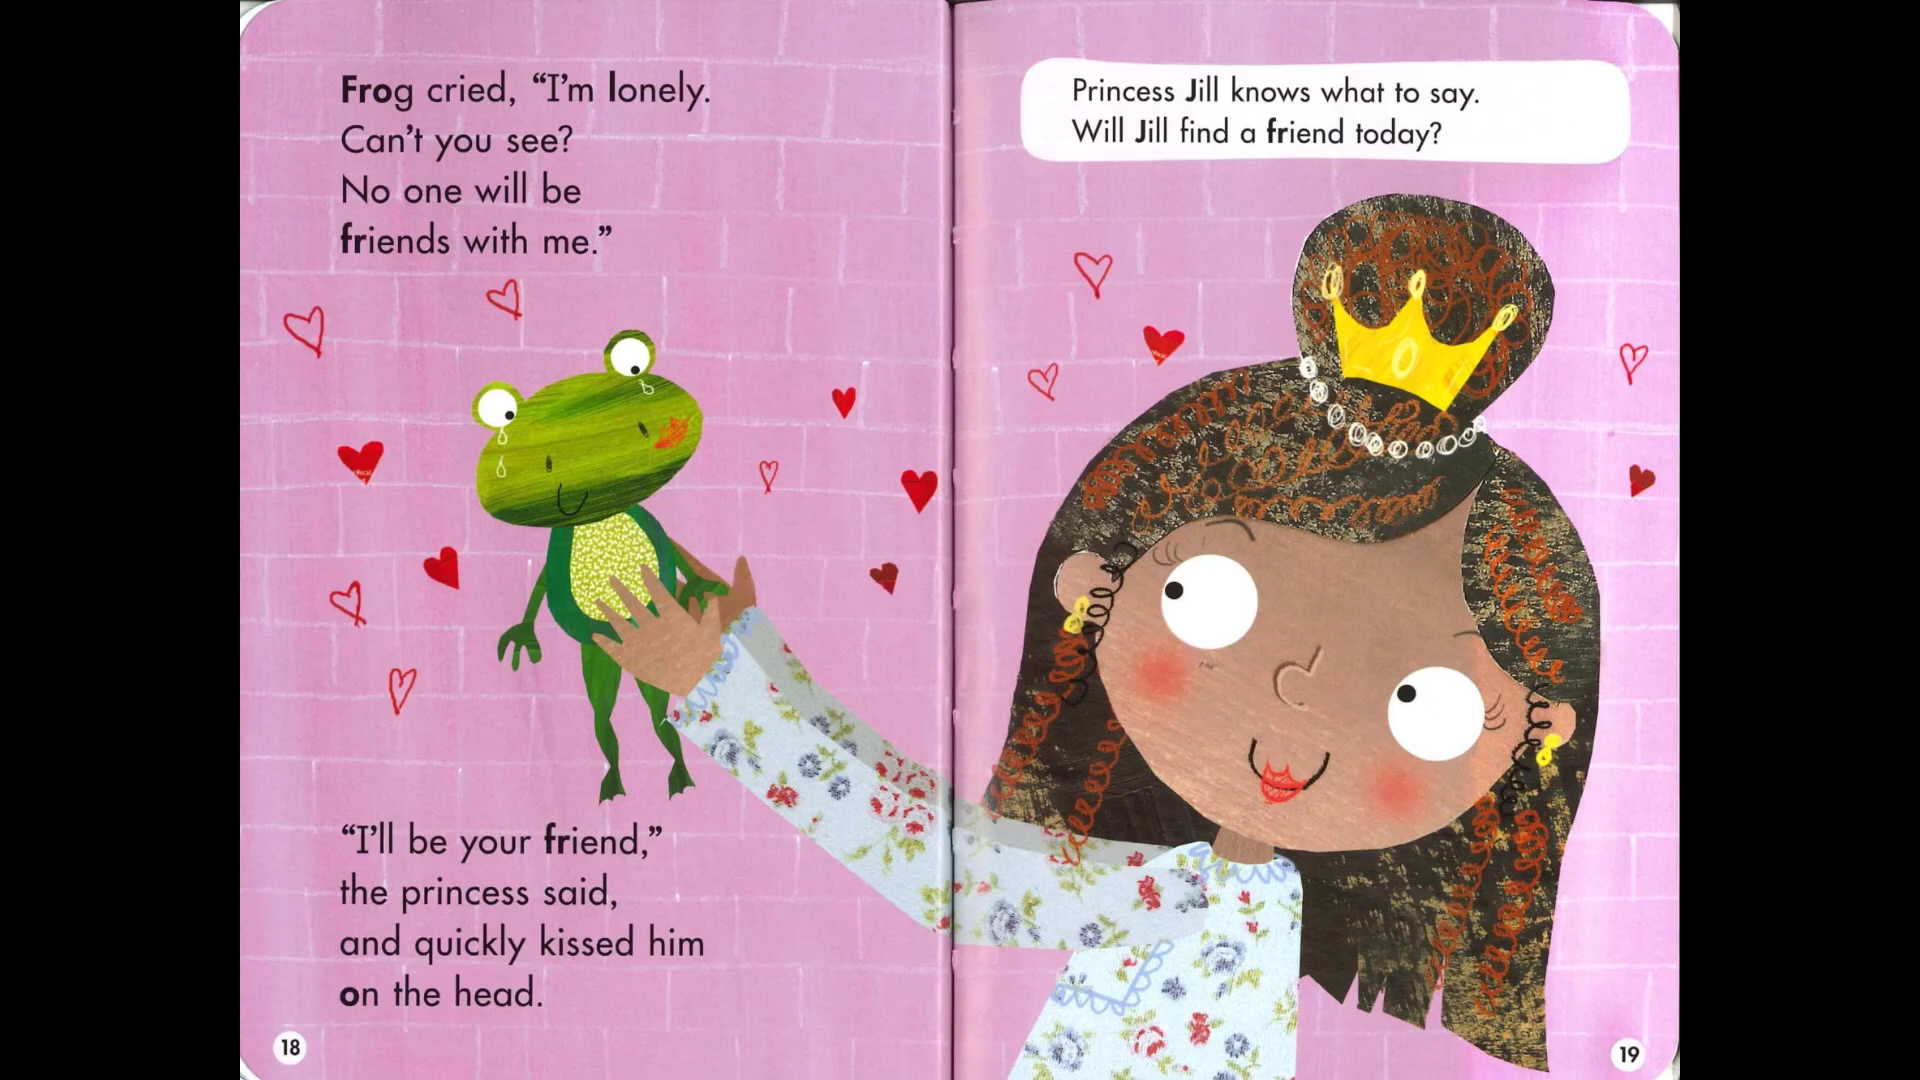 Frog cried, “I’m lonely.
Can’t you see?
No one will be
friends with me.”
“I’ll be your friend,”
the princess said,
and quickly kissed him
on the head.
18
Princess Jill knows what to say.
Will Jill find a friend today?
19